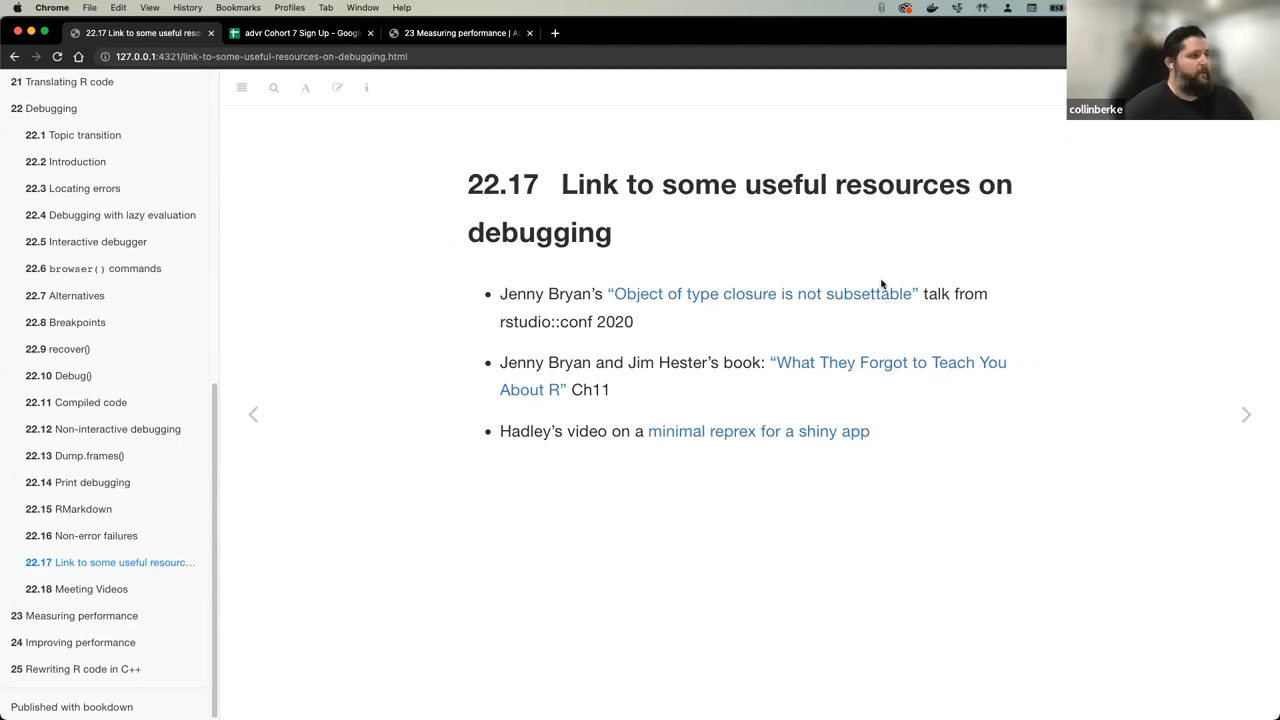 Chrome File Edit View History Bookmarks Profiles Tab Window Help
22.17 Link to some useful reso
advr Cohort 7 Sign Up - Googl
23 Measuring performance | A
127.0.0.1:4321/link-to-some-useful-resources-on-debugging.html
collinberke
21 Translating R code
22 Debugging
22.1 Topic transition
22.2 Introduction
22.3 Locating errors
22.4 Debugging with lazy evaluation
22.5 Interactive debugger
22.6 browser() commands
22.7 Alternatives
22.8 Breakpoints
22.9 recover()
22.10 Debug()
22.11 Compiled code
22.12 Non-interactive debugging
22.13 Dump.frames()
22.14 Print debugging
22.15 RMarkdown
22.16 Non-error failures
22.17 Link to some useful resourc…
22.18 Meeting Videos
23 Measuring performance
24 Improving performance
25 Rewriting R code in C++
Published with bookdown
22.17 Link to some useful resources on
debugging
• Jenny Bryan’s “Object of type closure is not subsettable” talk from
rstudio::conf 2020
• Jenny Bryan and Jim Hester’s book: “What They Forgot to Teach You
About R” Ch11
• Hadley’s video on a minimal reprex for a shiny app